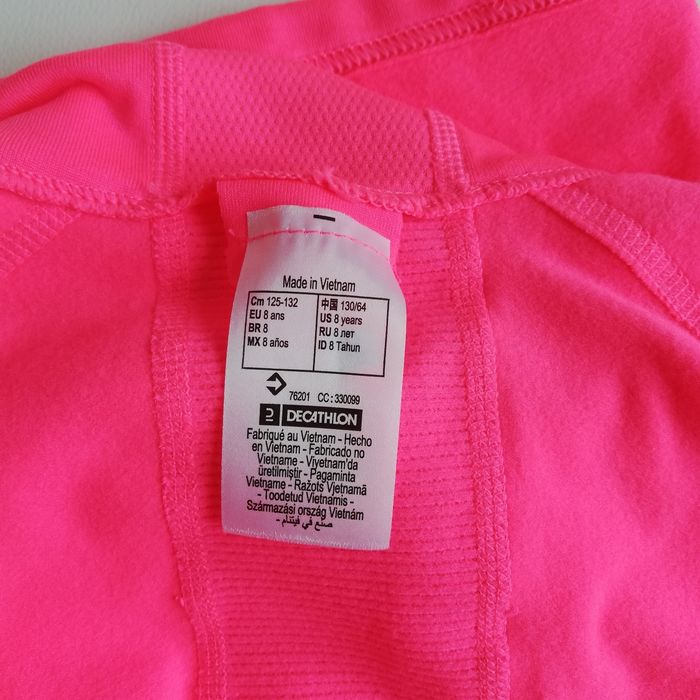 Made in Vietnam
Cm 125-132 中国 130/64
EU 8 ans US 8 years
BR 8 RU 8 лет
MX 8 años ID 8 Tahun
76201 CC : 330099
DECATHLON
Fabriqué au Vietnam - Hecho
en Vietnam - Fabricado no
Vietname - Viyetnam'da
üretilmiştir - Pagaminta
Vietname - Ražots Vjetnamā
- Toodetud Vietnamis -
Származási ország Vietnám
- صنع في فيتنام